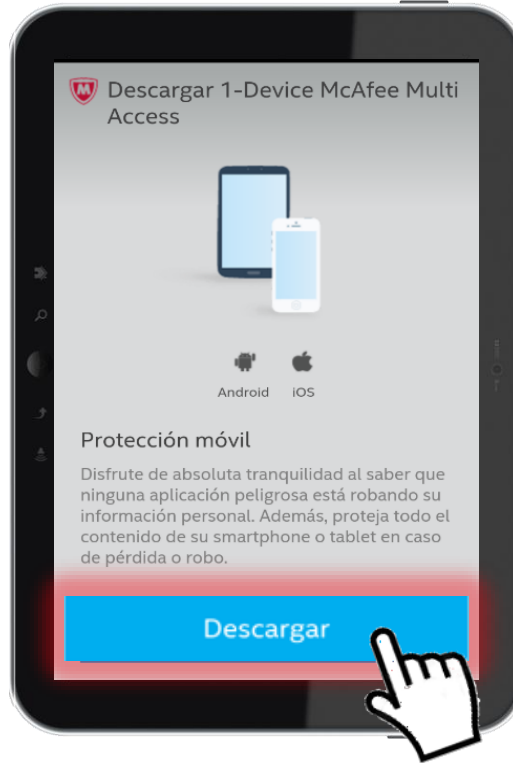 Descargar 1-Device McAfee Multi
Access
Android iOS
Protección móvil
Disfrute de absoluta tranquilidad al saber que
ninguna aplicación peligrosa está robando su
información personal. Además, proteja todo el
contenido de su smartphone o tablet en caso
de pérdida o robo.
Descargar